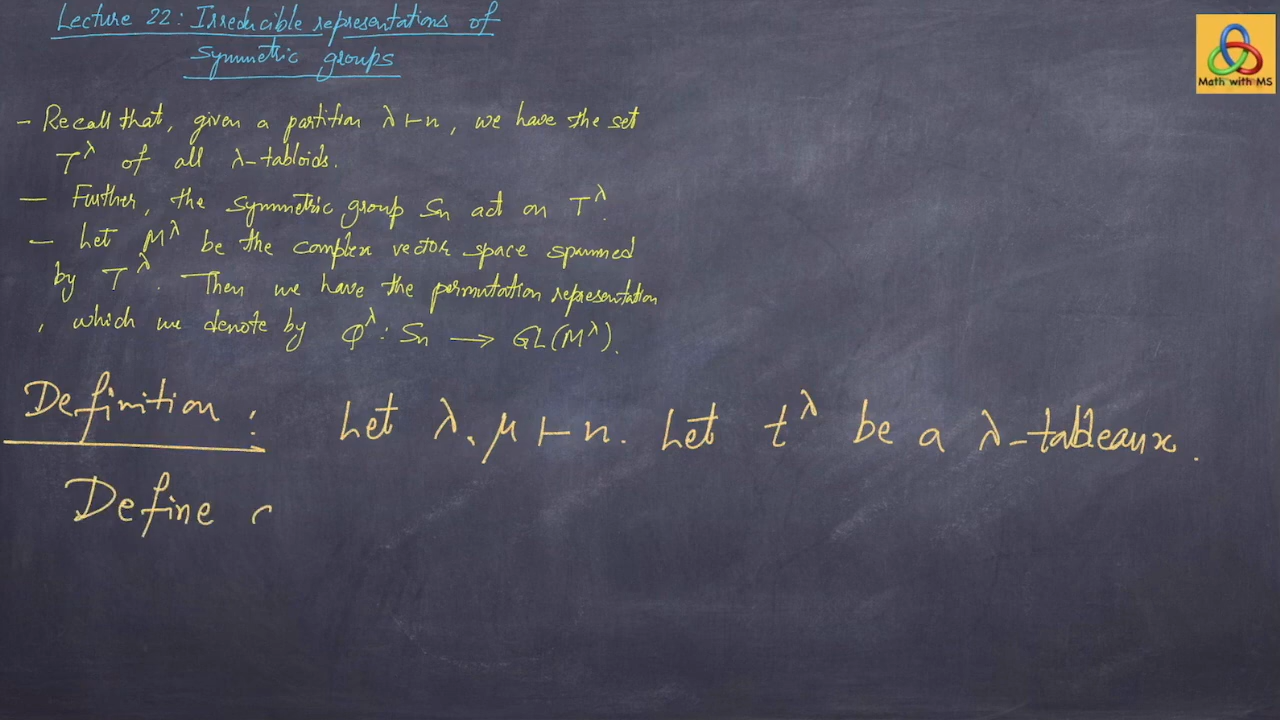 Lecture 22: Irreducible representations of
Symmetric groups
Math with MS
- Recall that, given a partition λ ⊢ n, we have the set
T^λ of all λ-tabloids.
- Further, the symmetric group Sn act on T^λ.
- Let M^λ be the complex vector space spanned
by T^λ. Then we have the permutation representation
, which we denote by φ^λ: Sn → GL(M^λ).
Definition: Let λ, μ ⊢ n. Let t^λ be a λ-tableaux.
Define